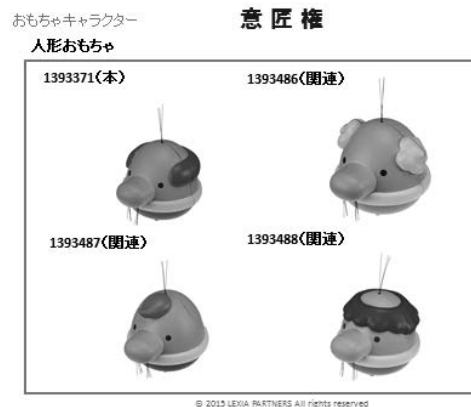 おもちゃキャラクター
意匠権
人形おもちゃ
1393371(本)
1393486(関連)
1393487(関連)
1393488(関連)
© 2015 LEXIA PARTNERS All rights reserved